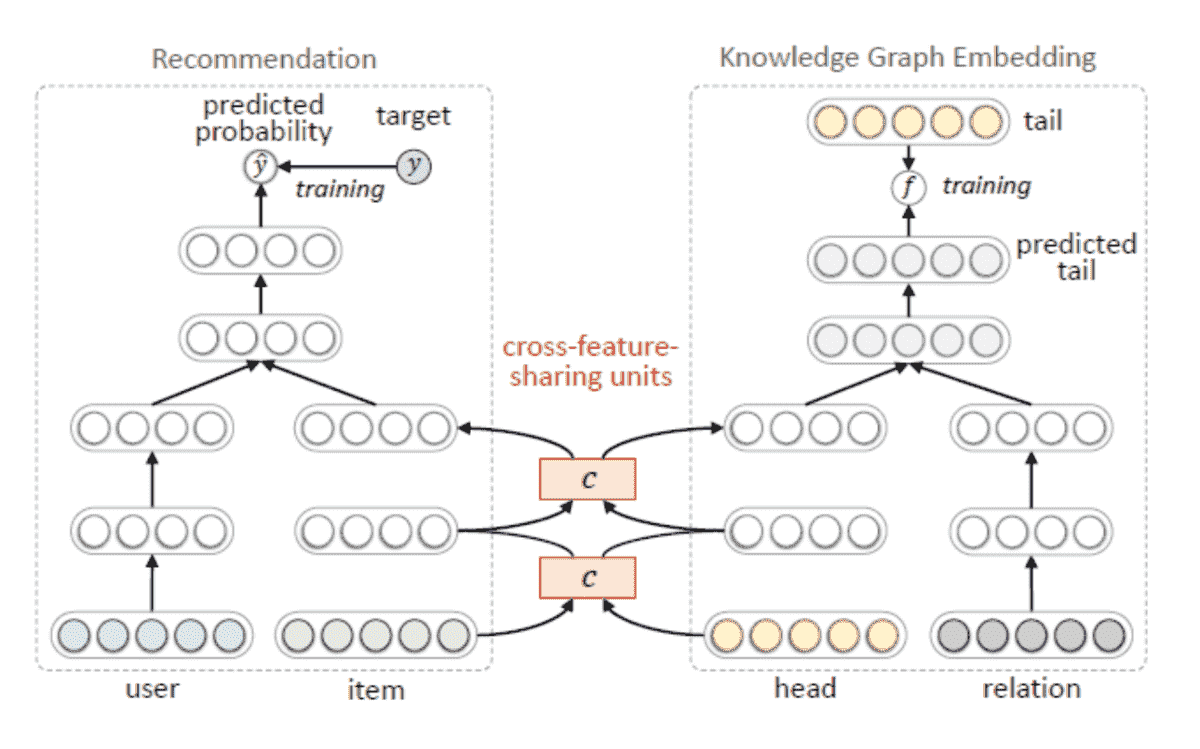 Recommendation
predicted
probability
target
ŷ
y
training
cross-feature-
sharing units
c
c
user
item
Knowledge Graph Embedding
tail
f
training
predicted
tail
head
relation